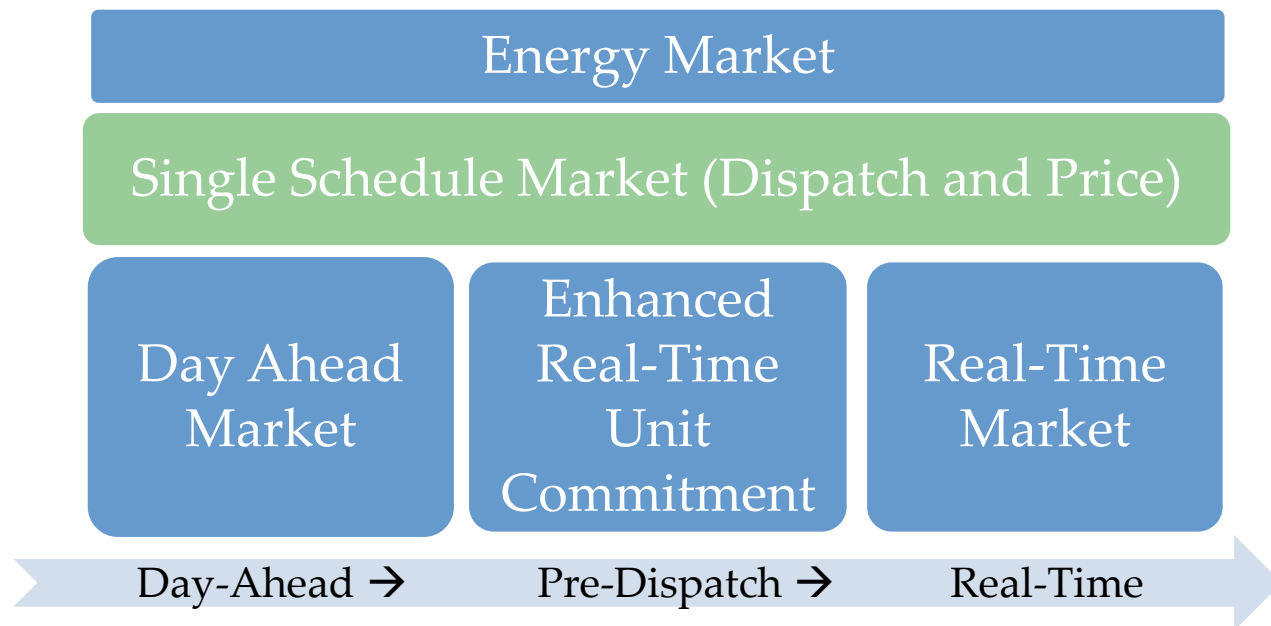 Energy Market
Single Schedule Market (Dispatch and Price)
Day Ahead
Market
Enhanced
Real-Time
Unit
Commitment
Real-Time
Market
Day-Ahead →
Pre-Dispatch →
Real-Time